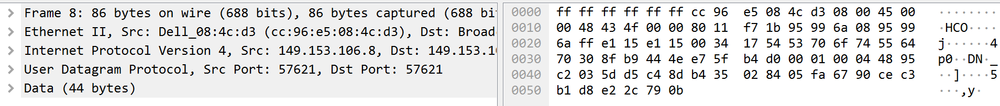 Frame 8: 86 bytes on wire (688 bits), 86 bytes captured (688 bi
Ethernet II, Src: Dell_08:4c:d3 (cc:96:e5:08:4c:d3), Dst: Broad
Internet Protocol Version 4, Src: 149.153.106.8, Dst: 149.153.10
User Datagram Protocol, Src Port: 57621, Dst Port: 57621
Data (44 bytes)
0000 ff ff ff ff ff ff cc 96 e5 08 4c d3 08 00 45 00 ········
0010 00 48 43 4f 00 00 80 11 f7 1b 95 99 6a 08 95 99 ·HCO····
0020 6a ff e1 15 e1 15 00 34 17 54 53 70 6f 74 55 64 j······4
0030 70 30 8f b9 44 4e e7 5f b4 d0 00 01 00 04 48 95 p0··DN·_
0040 c2 03 5d d5 c4 8d b4 35 02 84 05 fa 67 90 ce c3 ··]····5
0050 b1 d8 e2 2c 79 0b ···,y·